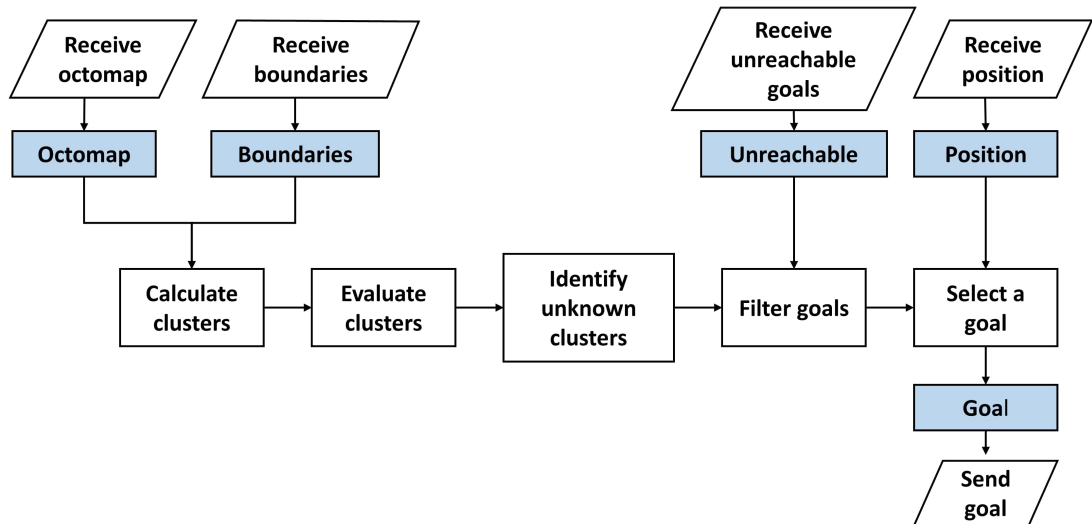 Receive
octomap
Receive
boundaries
Receive
unreachable
goals
Receive
position
Octomap
Boundaries
Unreachable
Position
Calculate
clusters
Evaluate
clusters
Identify
unknown
clusters
Filter goals
Select a
goal
Goal
Send
goal